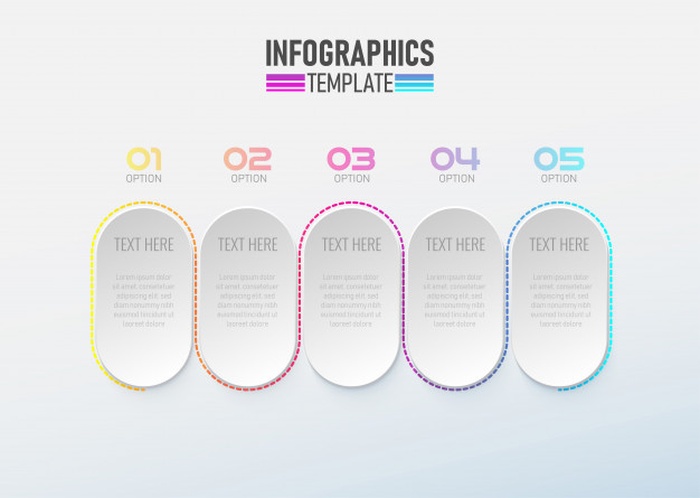 INFOGRAPHICS
TEMPLATE
01
OPTION
02
OPTION
03
OPTION
04
OPTION
05
OPTION
TEXT HERE
Lorem ipsum dolor
sit amet, consectetuer
adipiscing elit, sed
diam nonummy nibh
euismod tincidunt ut
laoreet dolore
TEXT HERE
Lorem ipsum dolor
sit amet, consectetuer
adipiscing elit, sed
diam nonummy nibh
euismod tincidunt ut
laoreet dolore
TEXT HERE
Lorem ipsum dolor
sit amet, consectetuer
adipiscing elit, sed
diam nonummy nibh
euismod tincidunt ut
laoreet dolore
TEXT HERE
Lorem ipsum dolor
sit amet, consectetuer
adipiscing elit, sed
diam nonummy nibh
euismod tincidunt ut
laoreet dolore
TEXT HERE
Lorem ipsum dolor
sit amet, consectetuer
adipiscing elit, sed
diam nonummy nibh
euismod tincidunt ut
laoreet dolore